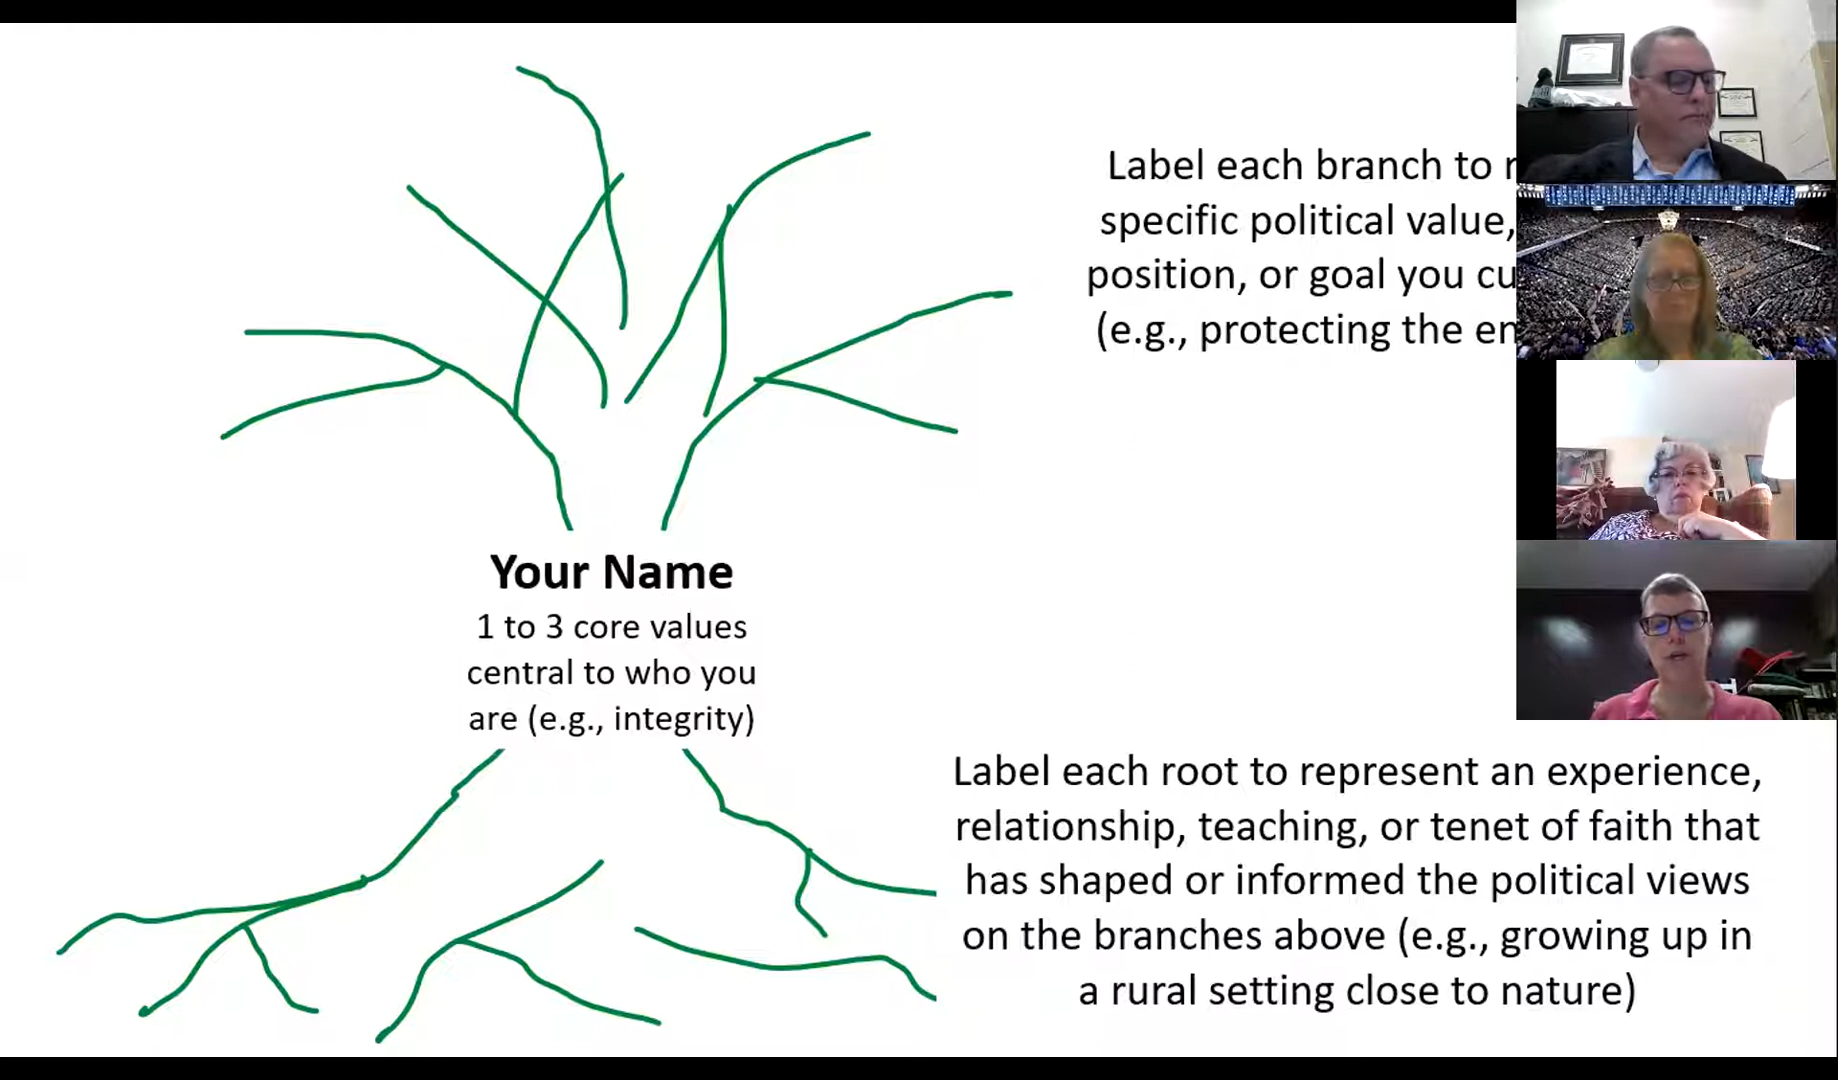 Label each branch to
specific political value,
position, or goal you
(e.g., protecting the
Your Name
1 to 3 core values
central to who you
are (e.g., integrity)
Label each root to represent an experience,
relationship, teaching, or tenet of faith that
has shaped or informed the political views
on the branches above (e.g., growing up in
a rural setting close to nature)